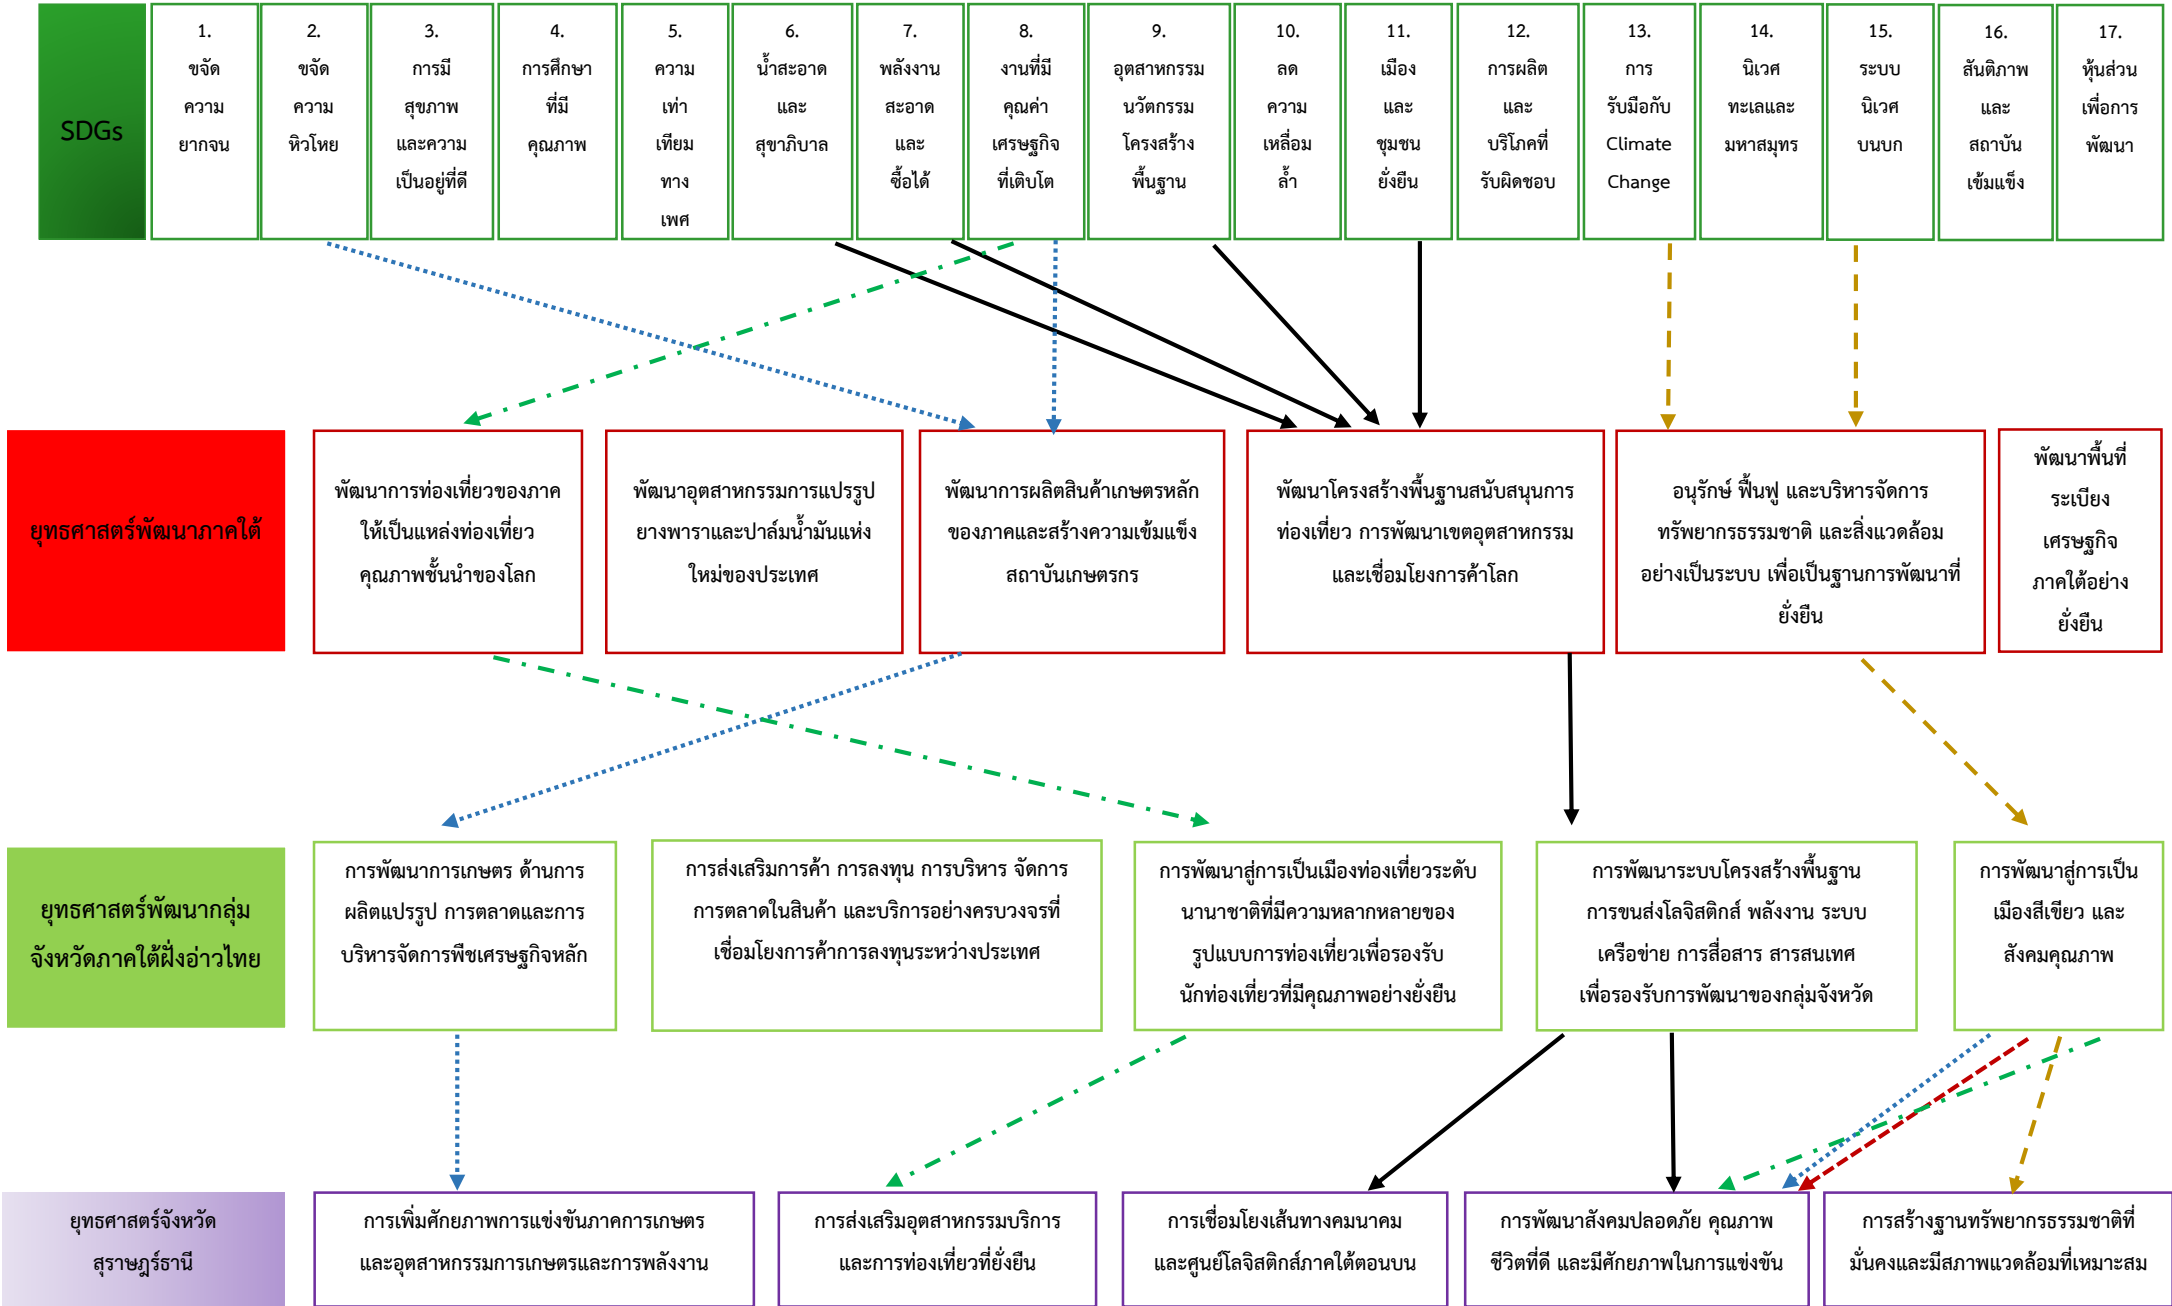 SDGs
1.
ขจัด
ความ
ยากจน
2.
ขจัด
ความ
หิวโหย
3.
การมี
สุขภาพ
และความ
เป็นอยู่ที่ดี
4.
การศึกษา
ที่มี
คุณภาพ
5.
ความ
เท่า
เทียม
ทาง
เพศ
6.
น้ำสะอาด
และ
สุขาภิบาล
7.
พลังงาน
สะอาด
และ
ซื้อได้
8.
งานที่มี
คุณค่า
เศรษฐกิจ
ที่เติบโต
9.
อุตสาหกรรม
นวัตกรรม
โครงสร้าง
พื้นฐาน
10.
ลด
ความ
เหลื่อม
ล้ำ
11.
เมือง
และ
ชุมชน
ยั่งยืน
12.
การผลิต
และ
บริโภคที่
รับผิดชอบ
13.
การ
รับมือกับ
Climate
Change
14.
นิเวศ
ทะเลและ
มหาสมุทร
15.
ระบบ
นิเวศ
บนบก
16.
สันติภาพ
และ
สถาบัน
เข้มแข็ง
17.
หุ้นส่วน
เพื่อการ
พัฒนา
ยุทธศาสตร์พัฒนาภาคใต้
พัฒนาการท่องเที่ยวของภาค
ให้เป็นแหล่งท่องเที่ยว
คุณภาพชั้นนำของโลก
พัฒนาอุตสาหกรรมการแปรรูป
ยางพาราและปาล์มน้ำมันแห่ง
ใหม่ของประเทศ
พัฒนาการผลิตสินค้าเกษตรหลัก
ของภาคและสร้างความเข้มแข็ง
สถาบันเกษตรกร
พัฒนาโครงสร้างพื้นฐานสนับสนุนการ
ท่องเที่ยว การพัฒนาเขตอุตสาหกรรม
และเชื่อมโยงการค้าโลก
อนุรักษ์ ฟื้นฟู และบริหารจัดการ
ทรัพยากรธรรมชาติ และสิ่งแวดล้อม
อย่างเป็นระบบ เพื่อเป็นฐานการพัฒนาที่
ยั่งยืน
พัฒนาพื้นที่
ระเบียง
เศรษฐกิจ
ภาคใต้อย่าง
ยั่งยืน
ยุทธศาสตร์พัฒนากลุ่ม
จังหวัดภาคใต้ฝั่งอ่าวไทย
การพัฒนาการเกษตร ด้านการ
ผลิตแปรรูป การตลาดและการ
บริหารจัดการพืชเศรษฐกิจหลัก
การส่งเสริมการค้า การลงทุน การบริหาร จัดการ
การตลาดในสินค้า และบริการอย่างครบวงจรที่
เชื่อมโยงการค้าการลงทุนระหว่างประเทศ
การพัฒนาสู่การเป็นเมืองท่องเที่ยวระดับ
นานาชาติที่มีความหลากหลายของ
รูปแบบการท่องเที่ยวเพื่อรองรับ
นักท่องเที่ยวที่มีคุณภาพอย่างยั่งยืน
การพัฒนาระบบโครงสร้างพื้นฐาน
การขนส่งโลจิสติกส์ พลังงาน ระบบ
เครือข่าย การสื่อสาร สารสนเทศ
เพื่อรองรับการพัฒนาของกลุ่มจังหวัด
การพัฒนาสู่การเป็น
เมืองสีเขียว และ
สังคมคุณภาพ
ยุทธศาสตร์จังหวัด
สุราษฎร์ธานี
การเพิ่มศักยภาพการแข่งขันภาคการเกษตร
และอุตสาหกรรมการเกษตรและการพลังงาน
การส่งเสริมอุตสาหกรรมบริการ
และการท่องเที่ยวที่ยั่งยืน
การเชื่อมโยงเส้นทางคมนาคม
และศูนย์โลจิสติกส์ภาคใต้ตอนบน
การพัฒนาสังคมปลอดภัย คุณภาพ
ชีวิตที่ดี และมีศักยภาพในการแข่งขัน
การสร้างฐานทรัพยากรธรรมชาติที่
มั่นคงและมีสภาพแวดล้อมที่เหมาะสม